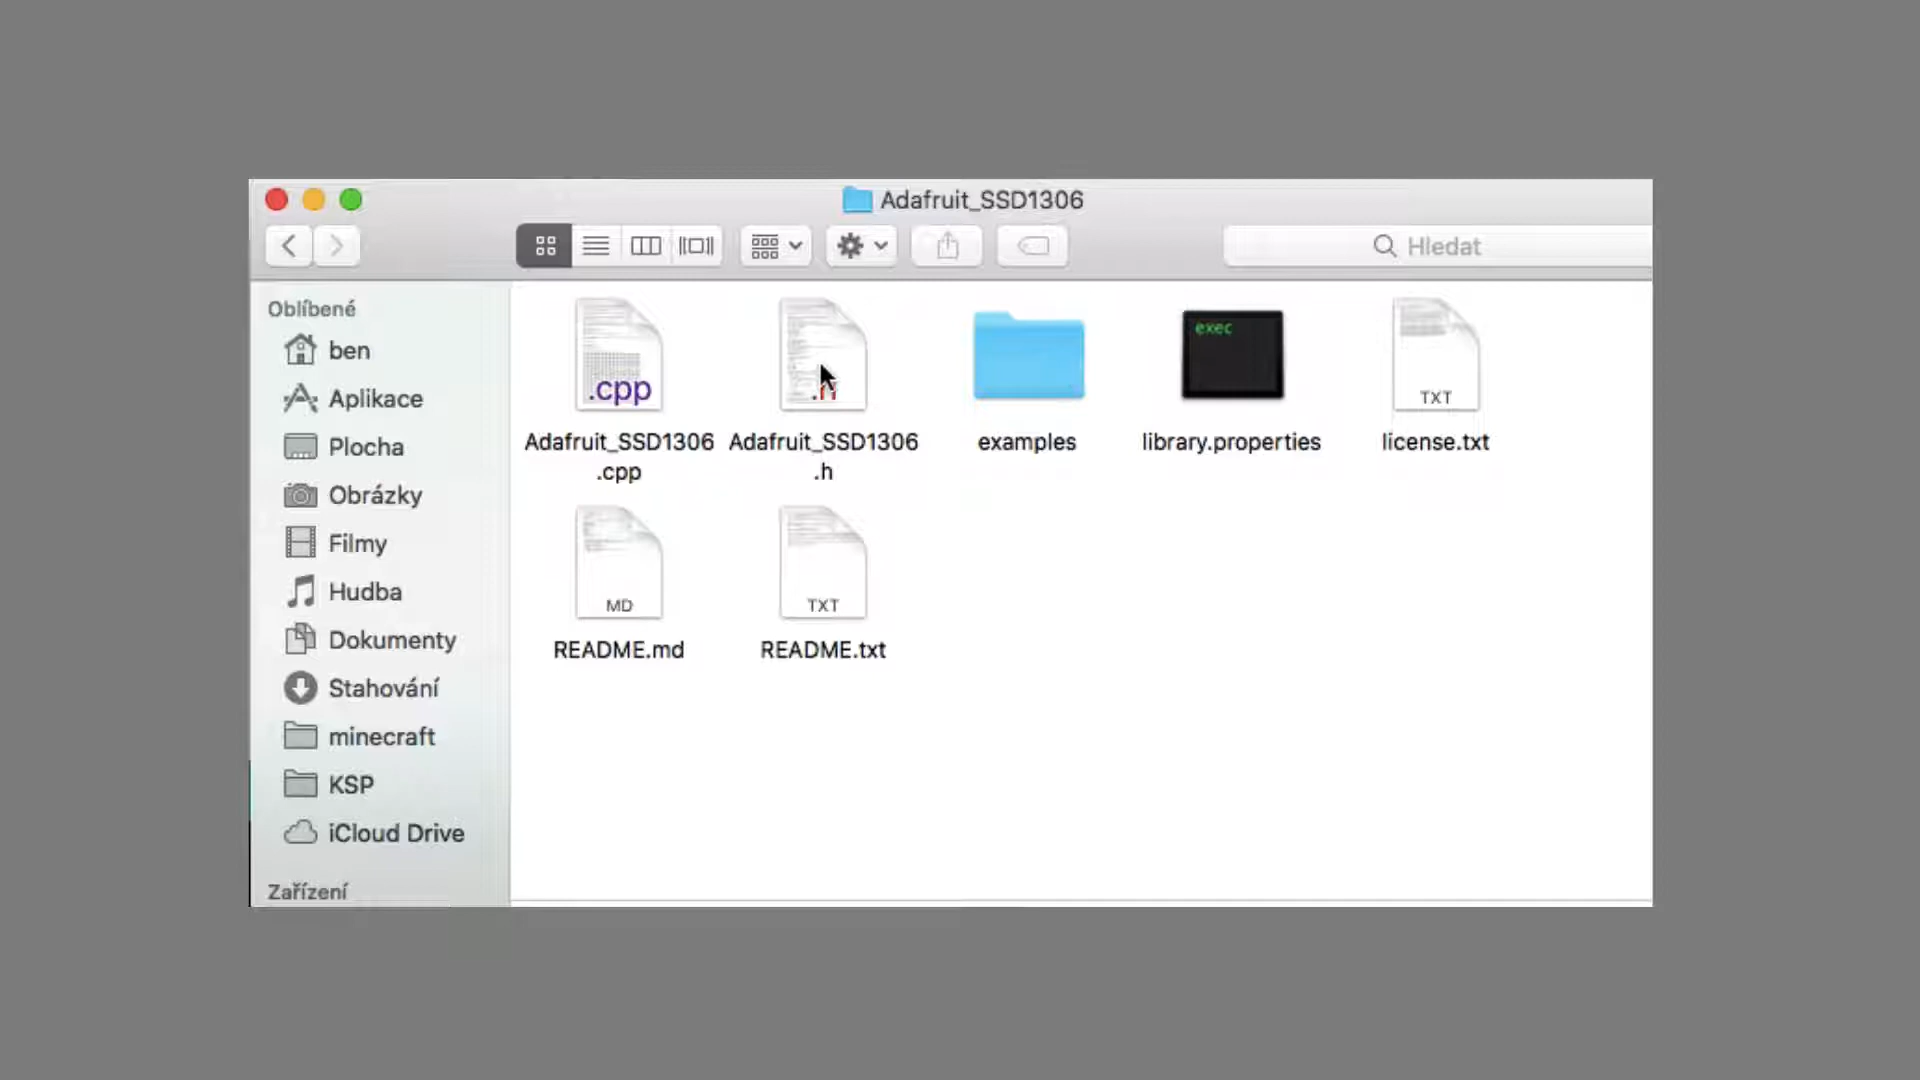 Adafruit_SSD1306
Hledat
Oblíbené
ben
Aplikace
Plocha
Obrázky
Filmy
Hudba
Dokumenty
Stahování
minecraft
KSP
iCloud Drive
Zařízení
.cpp
.h
exec
TXT
Adafruit_SSD1306
.cpp
Adafruit_SSD1306
.h
examples
library.properties
license.txt
MD
TXT
README.md
README.txt